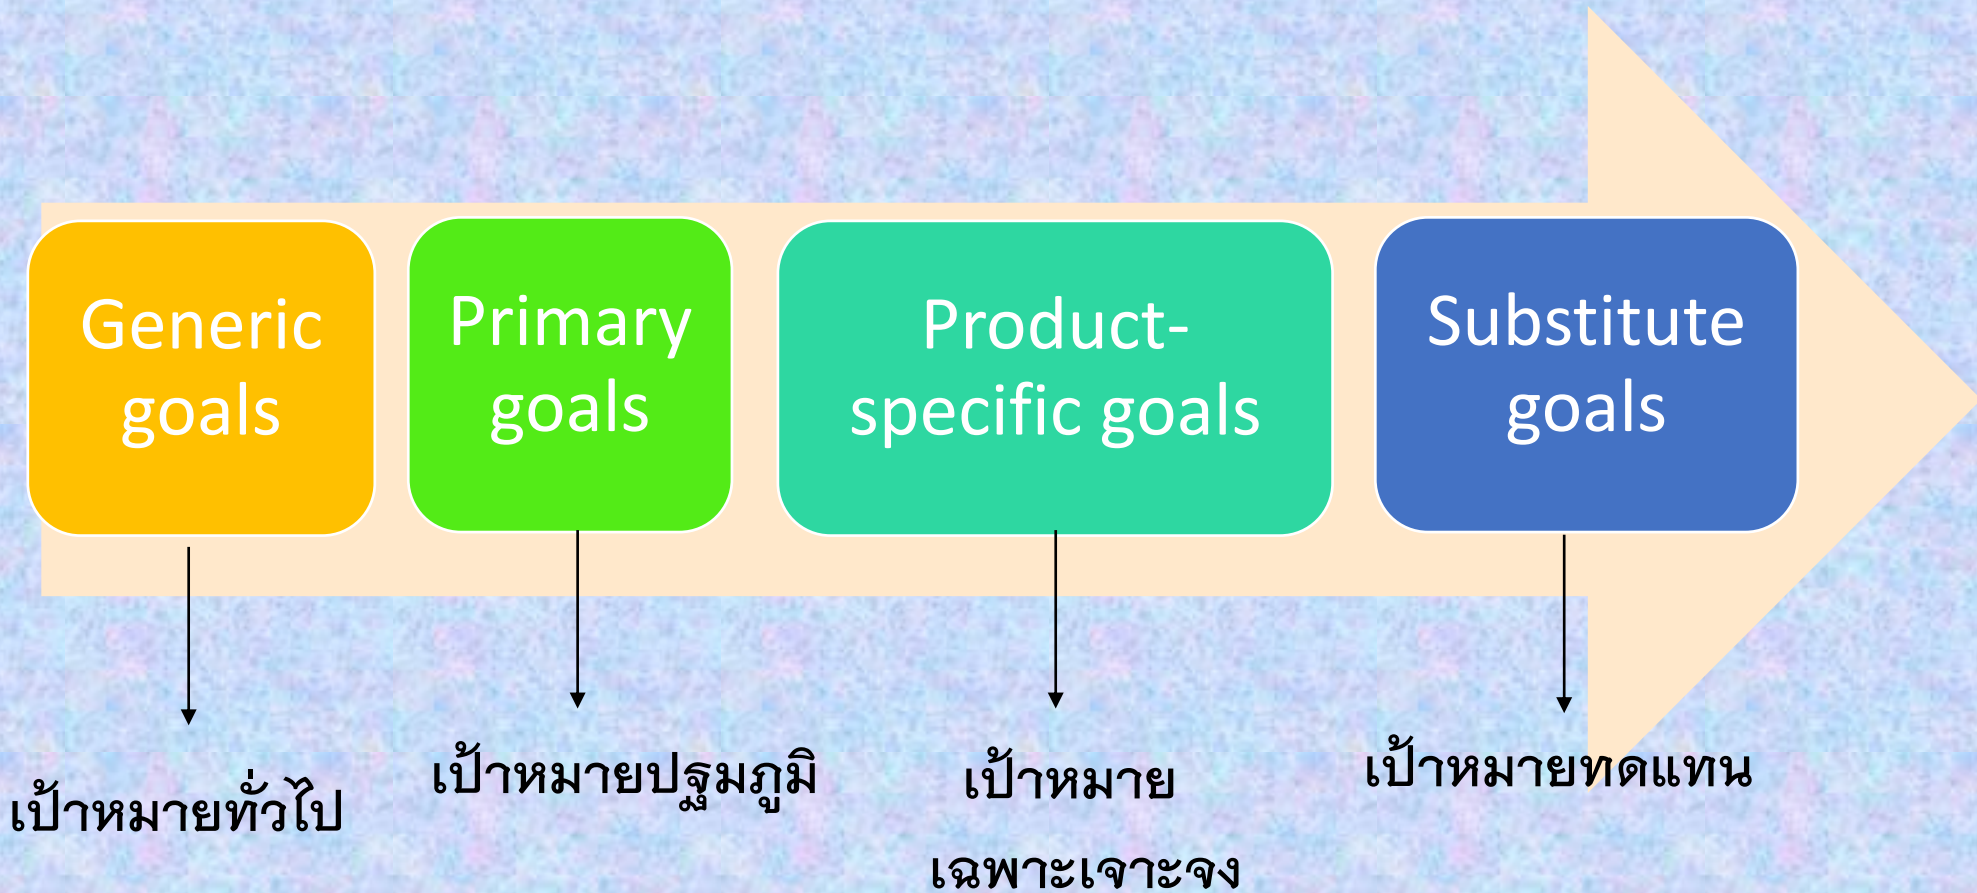 Generic
goals
Primary
goals
Product-
specific goals
Substitute
goals
เป้าหมายทั่วไป
เป้าหมายปฐมภูมิ
เป้าหมาย
เฉพาะเจาะจง
เป้าหมายทดแทน